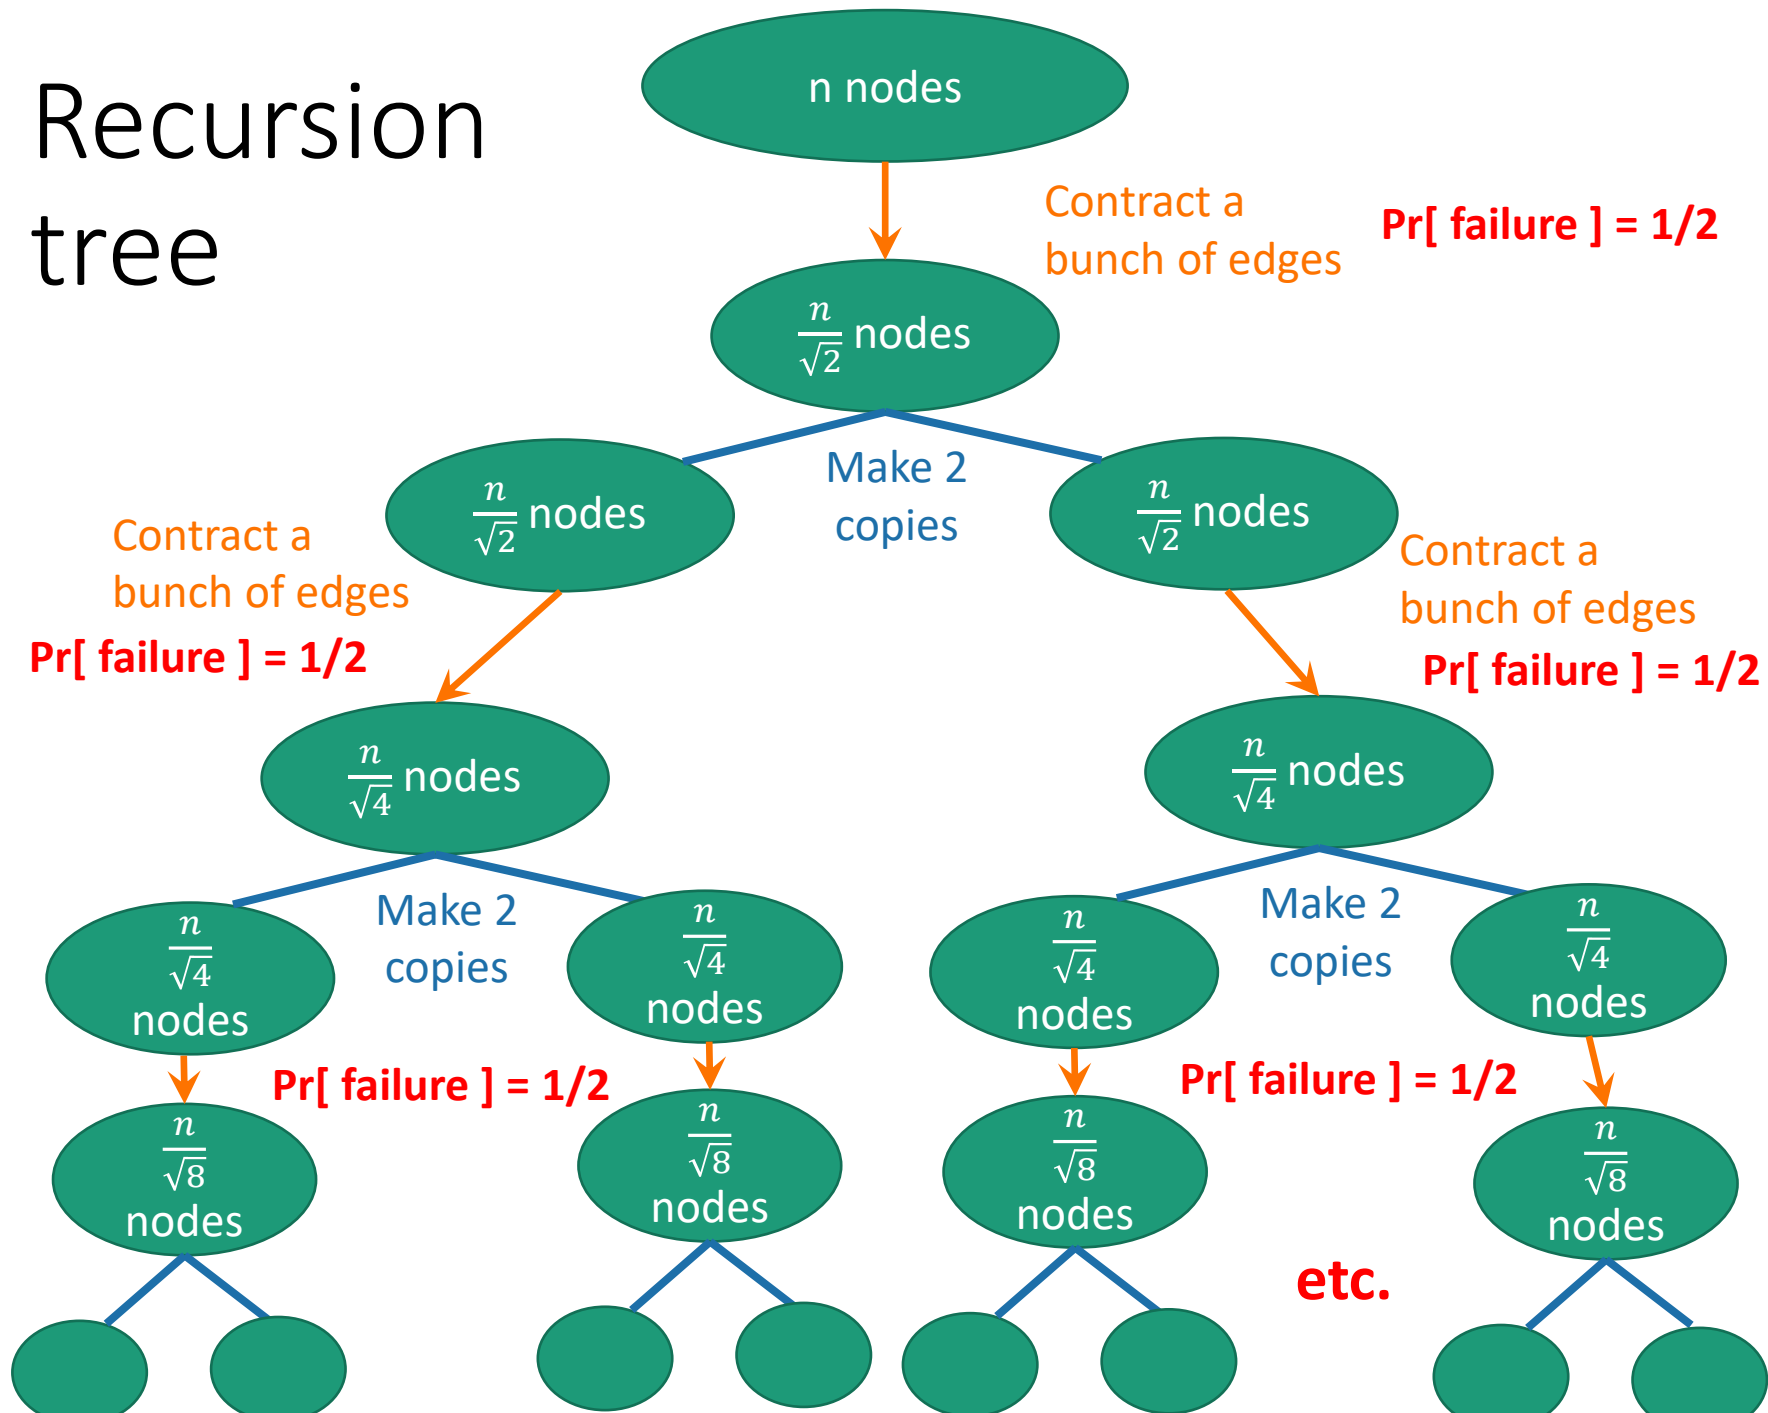 Recursion
tree
n nodes
Contract a
bunch of edges
Pr[ failure ] = 1/2
n/√2 nodes
Make 2
copies
n/√2 nodes
n/√2 nodes
Contract a
bunch of edges
Pr[ failure ] = 1/2
Contract a
bunch of edges
Pr[ failure ] = 1/2
n/√4 nodes
n/√4 nodes
Make 2
copies
Make 2
copies
n/√4
nodes
n/√4
nodes
n/√4
nodes
n/√4
nodes
Pr[ failure ] = 1/2
Pr[ failure ] = 1/2
n/√8
nodes
n/√8
nodes
n/√8
nodes
n/√8
nodes
etc.